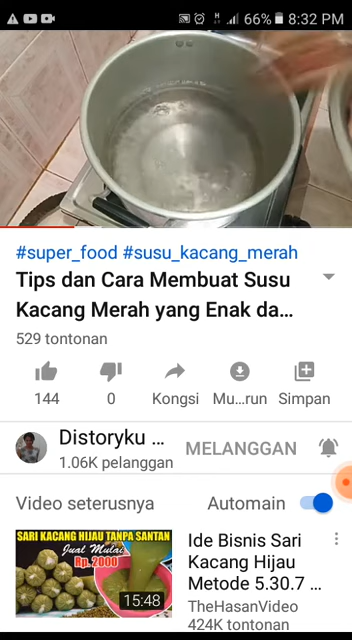 66% 8:32 PM
#super_food #susu_kacang_merah
Tips dan Cara Membuat Susu
Kacang Merah yang Enak da...
529 tontonan
144
0
Kongsi
Mu...run
Simpan
Distoryku ...
MELANGGAN
1.06K pelanggan
Video seterusnya
Automain
SARI KACANG HIJAU TANPA SANTAN
Jual Mulai
Rp. 2000
15:48
Ide Bisnis Sari
Kacang Hijau
Metode 5.30.7 ...
TheHasanVideo
424K tontonan